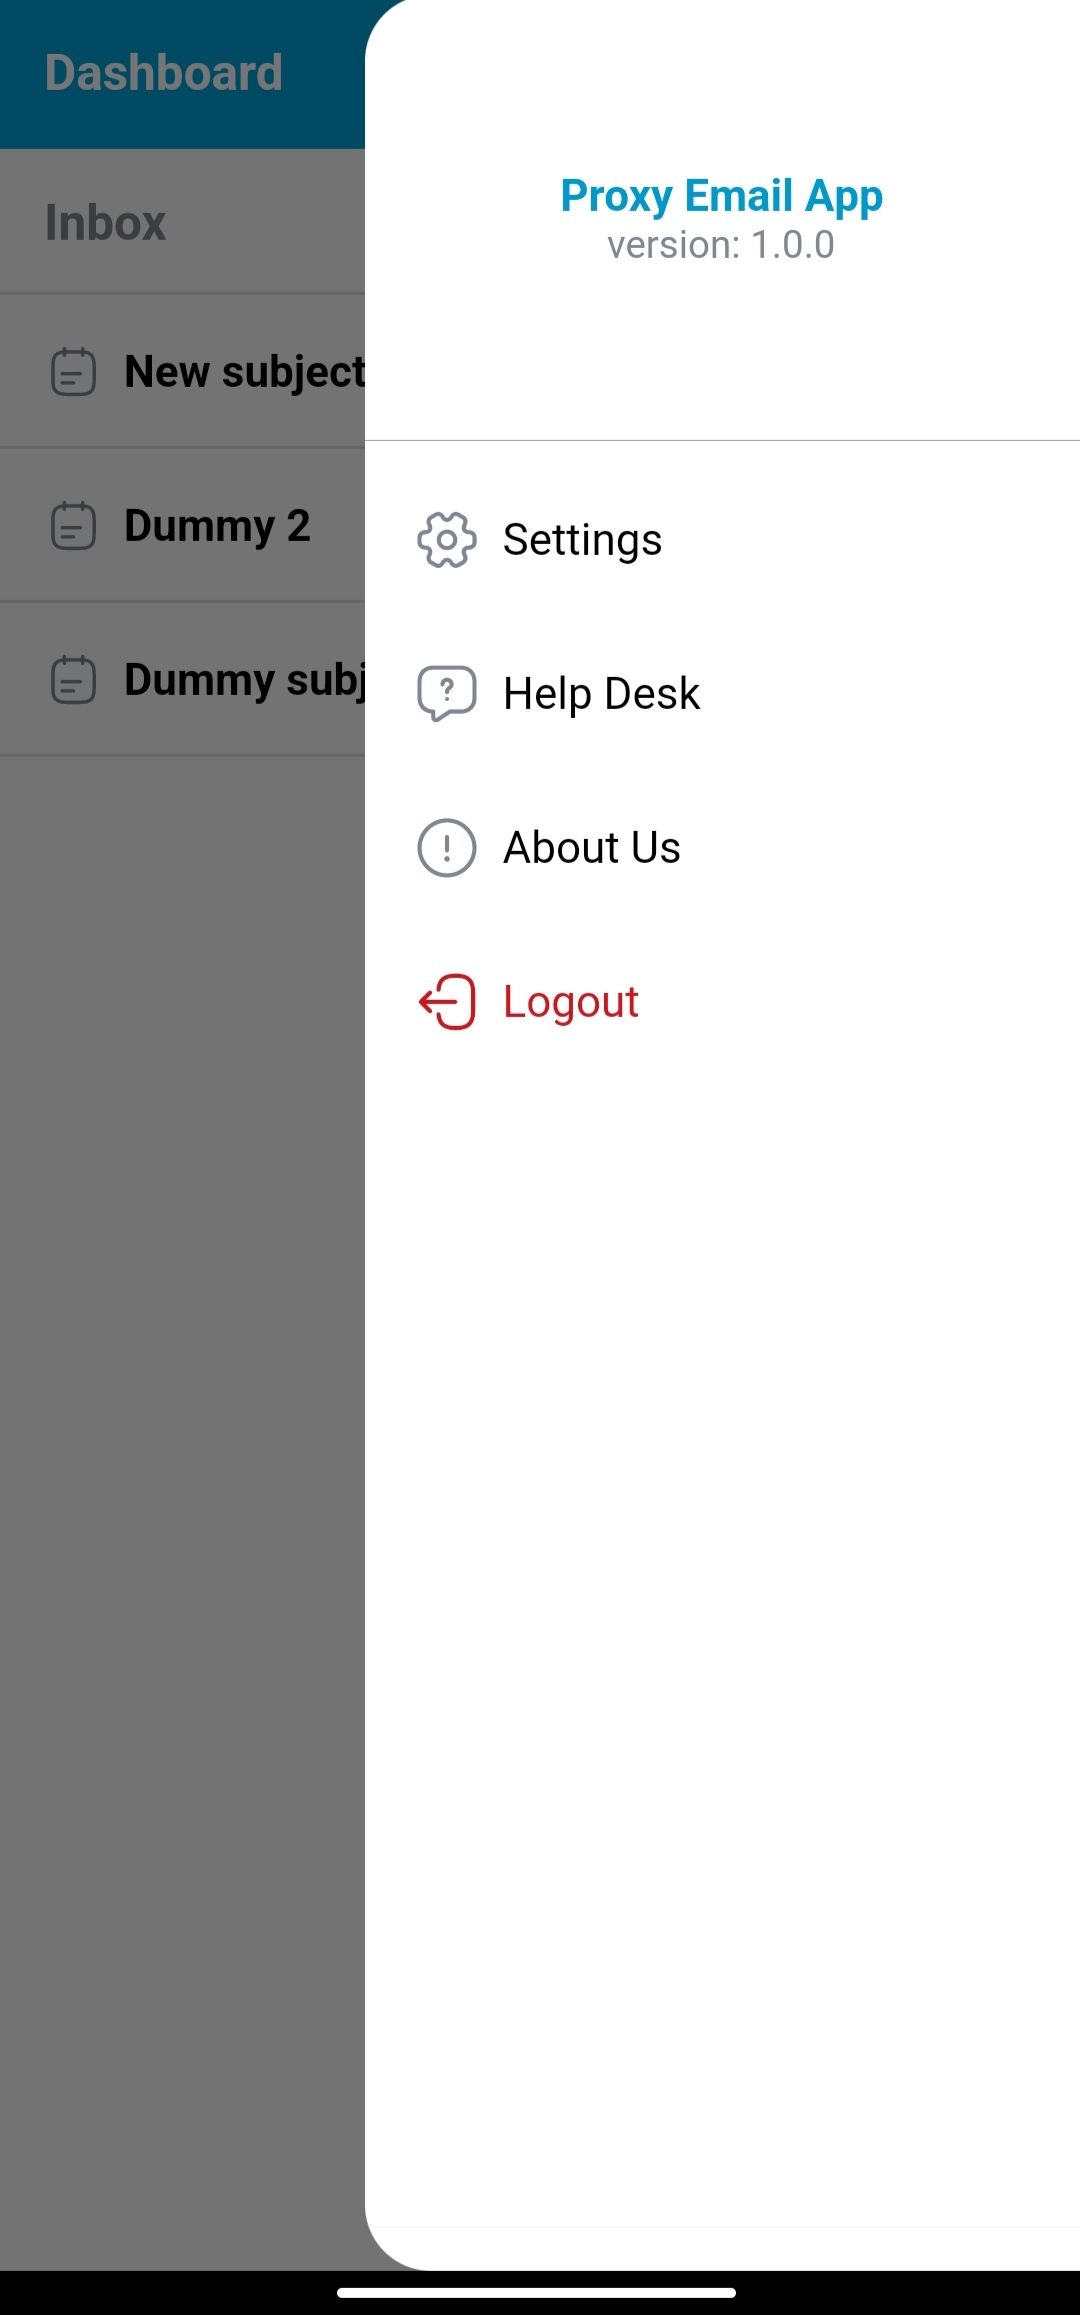 Dashboard
Inbox
New subject
Dummy 2
Dummy subj
Proxy Email App
version: 1.0.0
Settings
Help Desk
About Us
Logout